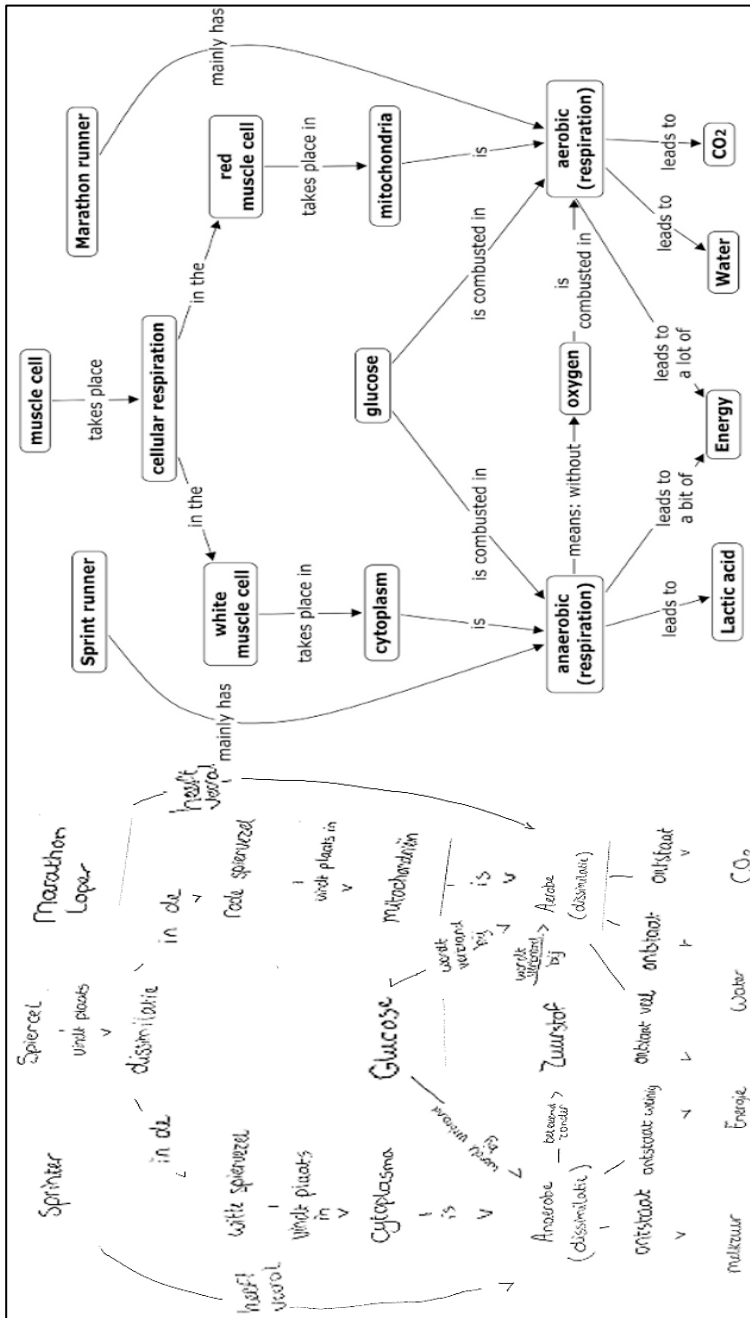 Sprinter
Spiercel
Marathon
Loper
vindt plaats
dissimilatie
in de
in de
heeft
vooral
heeft
vooral
witte spiervezel
rode spiervezel
vindt plaats
in
vindt plaats in
Cytoplasma
Mitochondriën
Glucose
is
is
wordt verbrand
bij
wordt
verbrand
bij
Anaerobe
(dissimilatie)
betekend
zonder
Zuurstof
wordt
verbrand
bij
Aerobe
(dissimilatie)
ontstaat
ontstaat weinig
ontstaat veel
ontstaat
ontstaat
Melkzuur
Energie
Water
CO2
Sprint runner
muscle cell
Marathon runner
takes place
cellular respiration
in the
in the
mainly has
mainly has
white
muscle cell
red
muscle cell
takes place in
takes place in
cytoplasm
glucose
mitochondria
is
is combusted in
is combusted in
is
anaerobic
(respiration)
means: without
oxygen
is
combusted in
aerobic
(respiration)
leads to
leads to
a bit of
leads to
a lot of
leads to
leads to
Lactic acid
Energy
Water
CO2